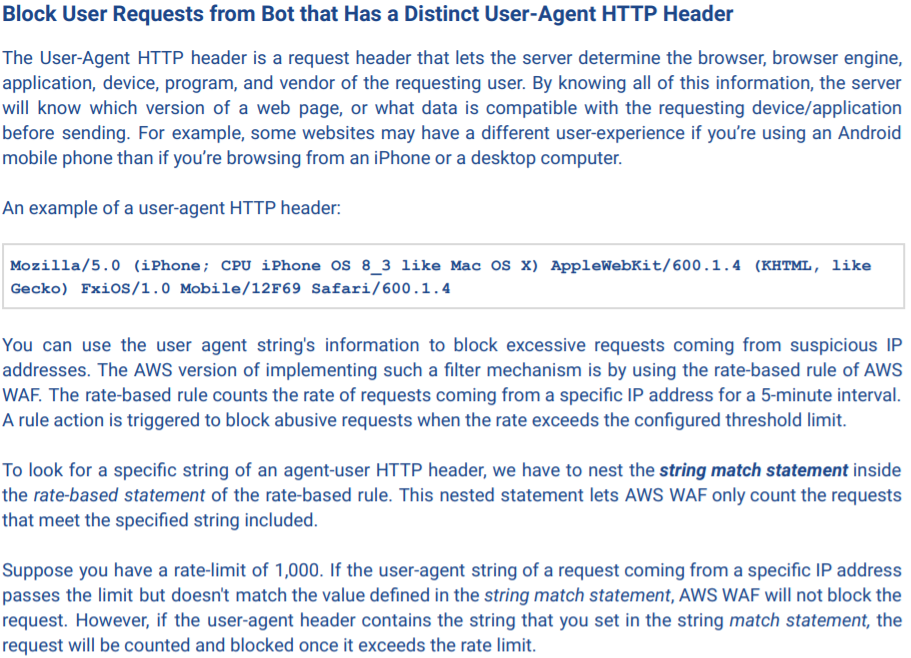 Block User Requests from Bot that Has a Distinct User-Agent HTTP Header
The User-Agent HTTP header is a request header that lets the server determine the browser, browser engine,
application, device, program, and vendor of the requesting user. By knowing all of this information, the server
will know which version of a web page, or what data is compatible with the requesting device/application
before sending. For example, some websites may have a different user-experience if you're using an Android
mobile phone than if you're browsing from an iPhone or a desktop computer.
An example of a user-agent HTTP header:
Mozilla/5.0 (iPhone; CPU iPhone OS 8_3 like Mac OS X) AppleWebKit/600.1.4 (KHTML, like
Gecko) FxiOS/1.0 Mobile/12F69 Safari/600.1.4
You can use the user agent string's information to block excessive requests coming from suspicious IP
addresses. The AWS version of implementing such a filter mechanism is by using the rate-based rule of AWS
WAF. The rate-based rule counts the rate of requests coming from a specific IP address for a 5-minute interval.
A rule action is triggered to block abusive requests when the rate exceeds the configured threshold limit.
To look for a specific string of an agent-user HTTP header, we have to nest the string match statement inside
the rate-based statement of the rate-based rule. This nested statement lets AWS WAF only count the requests
that meet the specified string included.
Suppose you have a rate-limit of 1,000. If the user-agent string of a request coming from a specific IP address
passes the limit but doesn't match the value defined in the string match statement, AWS WAF will not block the
request. However, if the user-agent header contains the string that you set in the string match statement, the
request will be counted and blocked once it exceeds the rate limit.